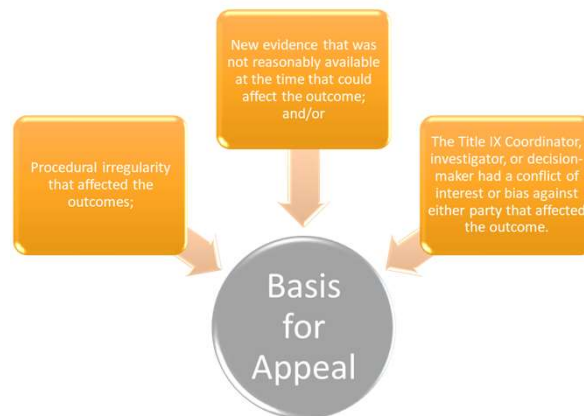 New evidence that was
not reasonably available
at the time that could
affect the outcome;
and/or
Procedural irregularity
that affected the
outcomes;
The Title IX Coordinator,
investigator, or decision-
maker had a conflict of
interest or bias against
either party that affected
the outcome.
Basis
for
Appeal